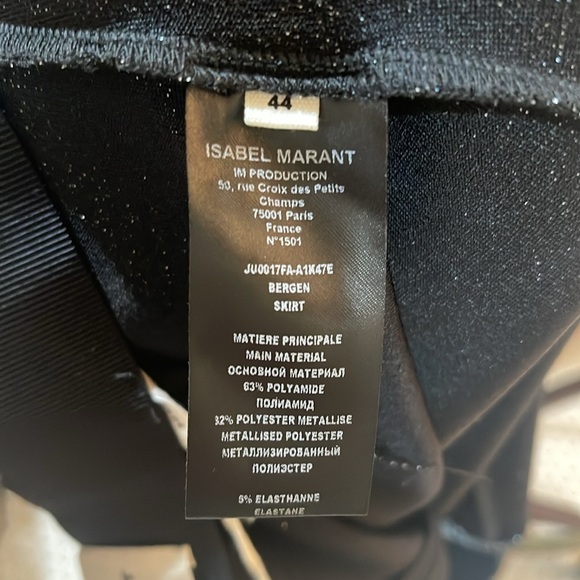 44
ISABEL MARANT
IM PRODUCTION
50, rue Croix des Petits
Champs
75001 Paris
France
N°1501
JU0017FA-A1K47E
BERGEN
SKIRT
MATIERE PRINCIPALE
MAIN MATERIAL
ОСНОВНОЙ МАТЕРИАЛ
63% POLYAMIDE
ПОЛИАМИД
32% POLYESTER METALLISE
METALLISED POLYESTER
МЕТАЛЛИЗИРОВАННЫЙ
ПОЛИЭСТЕР
5% ELASTHANNE
ELASTANE